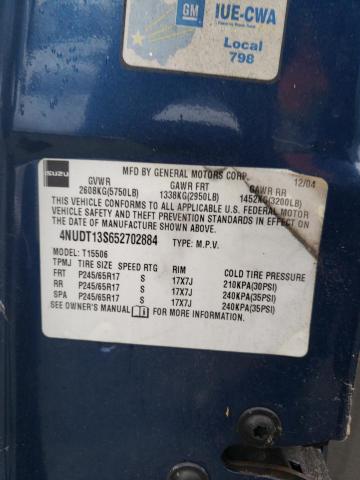 GM
IUE-CWA
Local
798
ISUZU
MFD BY GENERAL MOTORS CORP. 12/04
GVWR GAWR FRT GAWR RR
2608KG(5750LB) 1338KG(2950LB) 1452KG(3200LB)
THIS VEHICLE CONFORMS TO ALL APPLICABLE U.S. FEDERAL MOTOR
VEHICLE SAFETY AND THEFT PREVENTION STANDARDS IN EFFECT
ON THE DATE OF MANUFACTURE SHOWN ABOVE.
4NUDT13S652702884 TYPE: M.P.V.
MODEL: T15506
TPMJ TIRE SIZE SPEED RTG RIM COLD TIRE PRESSURE
FRT P245/65R17 S 17X7J 210KPA(30PSI)
RR P245/65R17 S 17X7J 240KPA(35PSI)
SPA P245/65R17 S 17X7J 240KPA(35PSI)
SEE OWNER'S MANUAL FOR ADDITIONAL INFORMATION